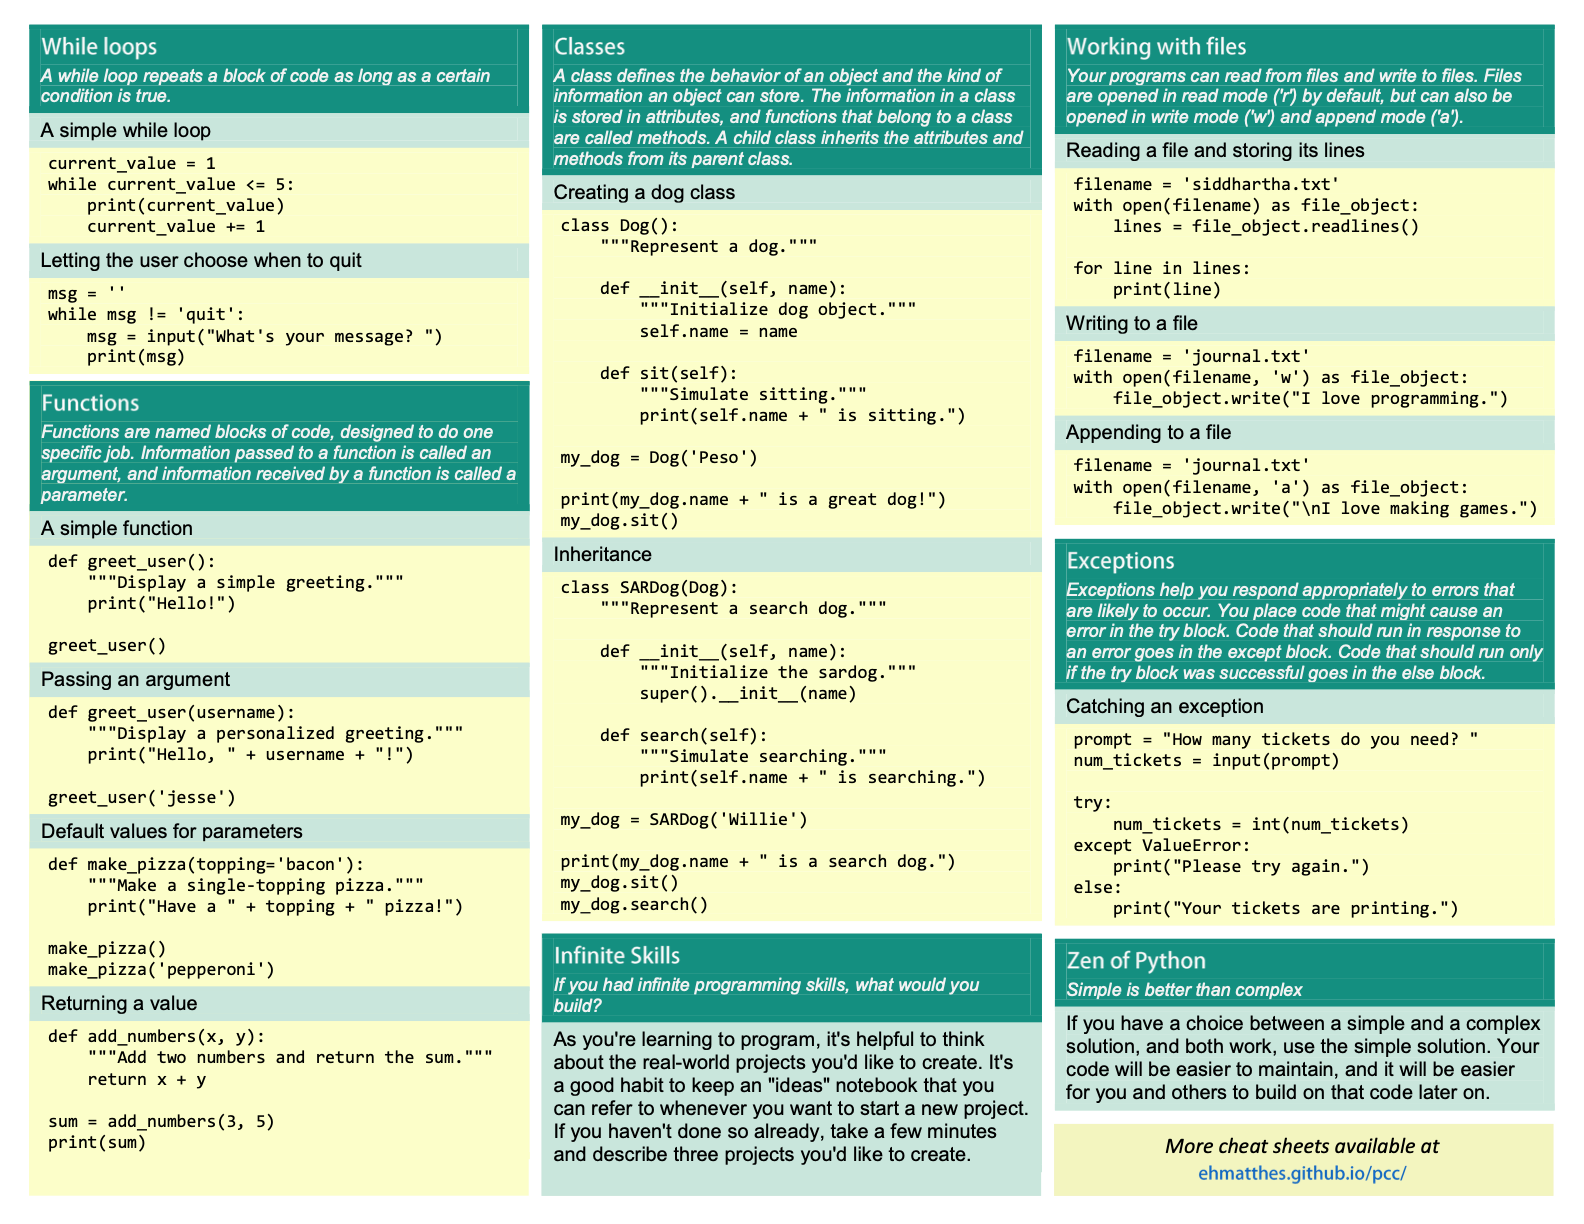 While loops
A while loop repeats a block of code as long as a certain
condition is true.
A simple while loop
current_value = 1
while current_value <= 5:
    print(current_value)
    current_value += 1
Letting the user choose when to quit
msg = ''
while msg != 'quit':
    msg = input("What's your message? ")
    print(msg)
Functions
Functions are named blocks of code, designed to do one
specific job. Information passed to a function is called an
argument, and information received by a function is called a
parameter.
A simple function
def greet_user():
    """Display a simple greeting."""
    print("Hello!")
greet_user()
Passing an argument
def greet_user(username):
    """Display a personalized greeting."""
    print("Hello, " + username + "!")
greet_user('jesse')
Default values for parameters
def make_pizza(topping='bacon'):
    """Make a single-topping pizza."""
    print("Have a " + topping + " pizza!")
make_pizza()
make_pizza('pepperoni')
Returning a value
def add_numbers(x, y):
    """Add two numbers and return the sum."""
    return x + y
sum = add_numbers(3, 5)
print(sum)
Classes
A class defines the behavior of an object and the kind of
information an object can store. The information in a class
is stored in attributes, and functions that belong to a class
are called methods. A child class inherits the attributes and
methods from its parent class.
Creating a dog class
class Dog():
    """Represent a dog."""
    def __init__(self, name):
        """Initialize dog object."""
        self.name = name
    def sit(self):
        """Simulate sitting."""
        print(self.name + " is sitting.")
my_dog = Dog('Peso')
print(my_dog.name + " is a great dog!")
my_dog.sit()
Inheritance
class SARDog(Dog):
    """Represent a search dog."""
    def __init__(self, name):
        """Initialize the sardog."""
        super().__init__(name)
    def search(self):
        """Simulate searching."""
        print(self.name + " is searching.")
my_dog = SARDog('Willie')
print(my_dog.name + " is a search dog.")
my_dog.sit()
my_dog.search()
Infinite Skills
If you had infinite programming skills, what would you
build?
As you're learning to program, it's helpful to think
about the real-world projects you'd like to create. It's
a good habit to keep an "ideas" notebook that you
can refer to whenever you want to start a new project.
If you haven't done so already, take a few minutes
and describe three projects you'd like to create.
Working with files
Your programs can read from files and write to files. Files
are opened in read mode ('r') by default, but can also be
opened in write mode ('w') and append mode ('a').
Reading a file and storing its lines
filename = 'siddhartha.txt'
with open(filename) as file_object:
    lines = file_object.readlines()
for line in lines:
    print(line)
Writing to a file
filename = 'journal.txt'
with open(filename, 'w') as file_object:
    file_object.write("I love programming.")
Appending to a file
filename = 'journal.txt'
with open(filename, 'a') as file_object:
    file_object.write("\nI love making games.")
Exceptions
Exceptions help you respond appropriately to errors that
are likely to occur. You place code that might cause an
error in the try block. Code that should run in response to
an error goes in the except block. Code that should run only
if the try block was successful goes in the else block.
Catching an exception
prompt = "How many tickets do you need? "
num_tickets = input(prompt)
try:
    num_tickets = int(num_tickets)
except ValueError:
    print("Please try again.")
else:
    print("Your tickets are printing.")
Zen of Python
Simple is better than complex
If you have a choice between a simple and a complex
solution, and both work, use the simple solution. Your
code will be easier to maintain, and it will be easier
for you and others to build on that code later on.
More cheat sheets available at
ehmatthes.github.io/pcc/